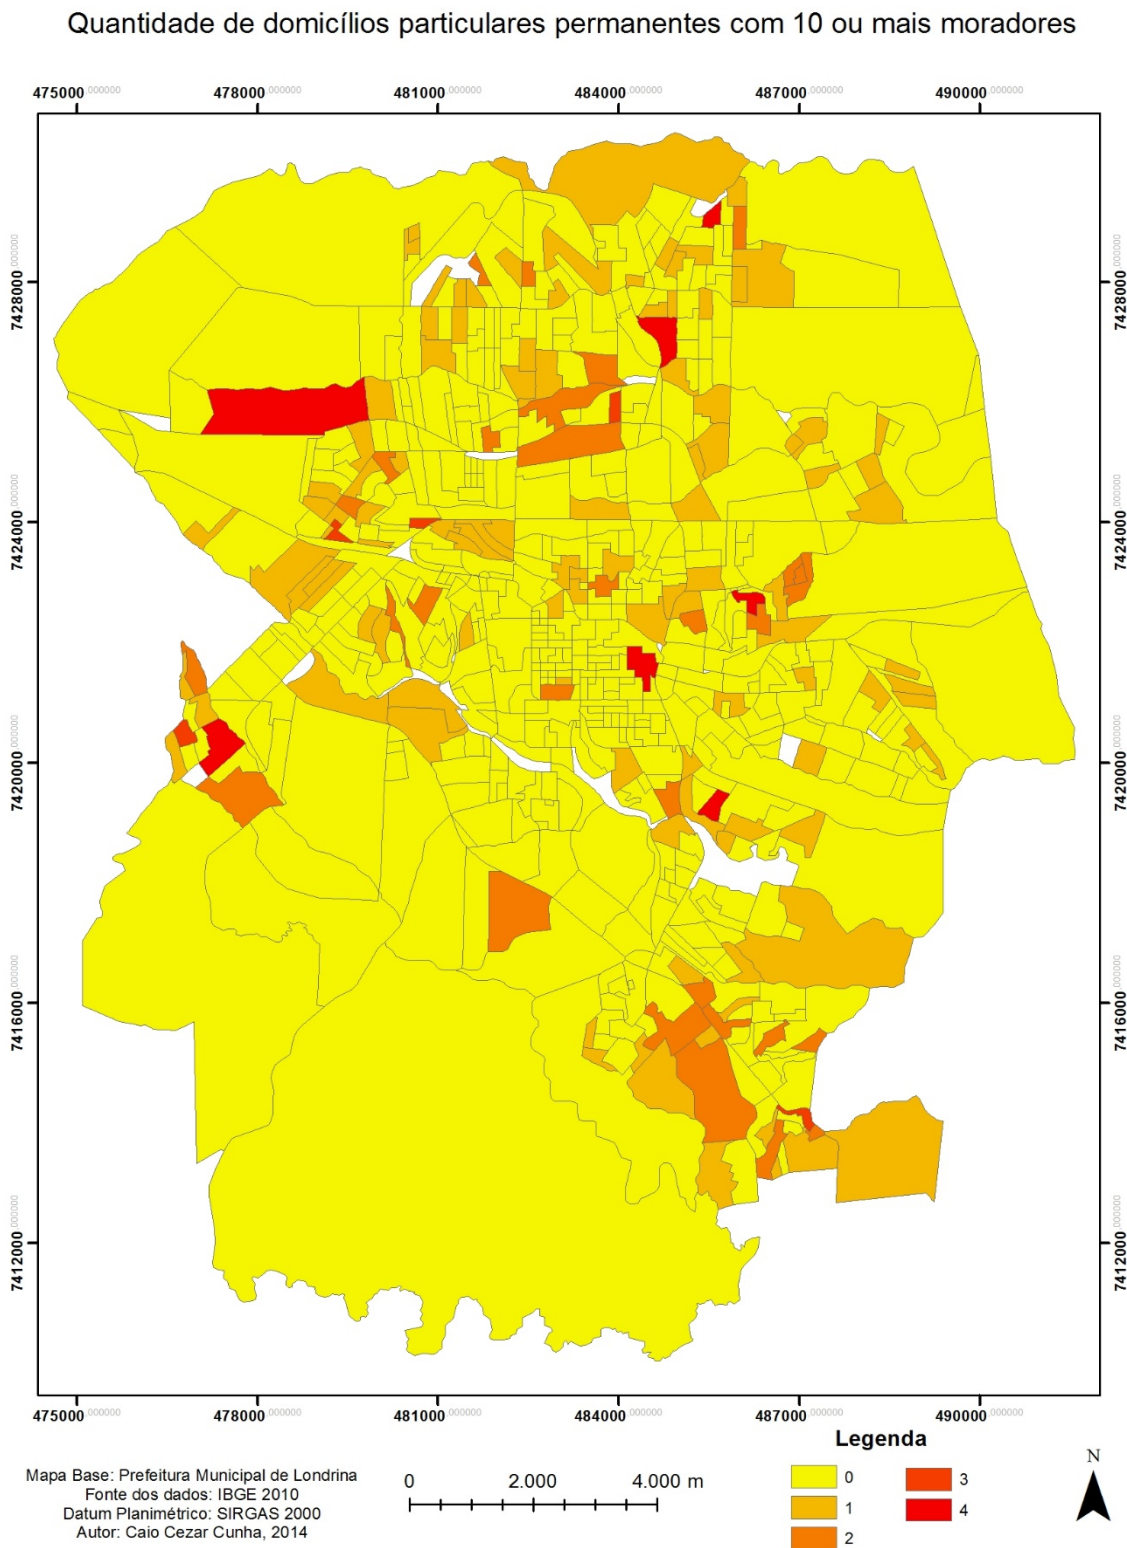 Quantidade de domicílios particulares permanentes com 10 ou mais moradores
475000,000000 478000,000000 481000,000000 484000,000000 487000,000000 490000,000000
7428000,000000 7428000,000000
7424000,000000 7424000,000000
7420000,000000 7420000,000000
7416000,000000 7416000,000000
7412000,000000 7412000,000000
475000,000000 478000,000000 481000,000000 484000,000000 487000,000000 490000,000000
Legenda
0 3
1 4
2
N
0 2.000 4.000 m
Mapa Base: Prefeitura Municipal de Londrina
Fonte dos dados: IBGE 2010
Datum Planimétrico: SIRGAS 2000
Autor: Caio Cezar Cunha, 2014